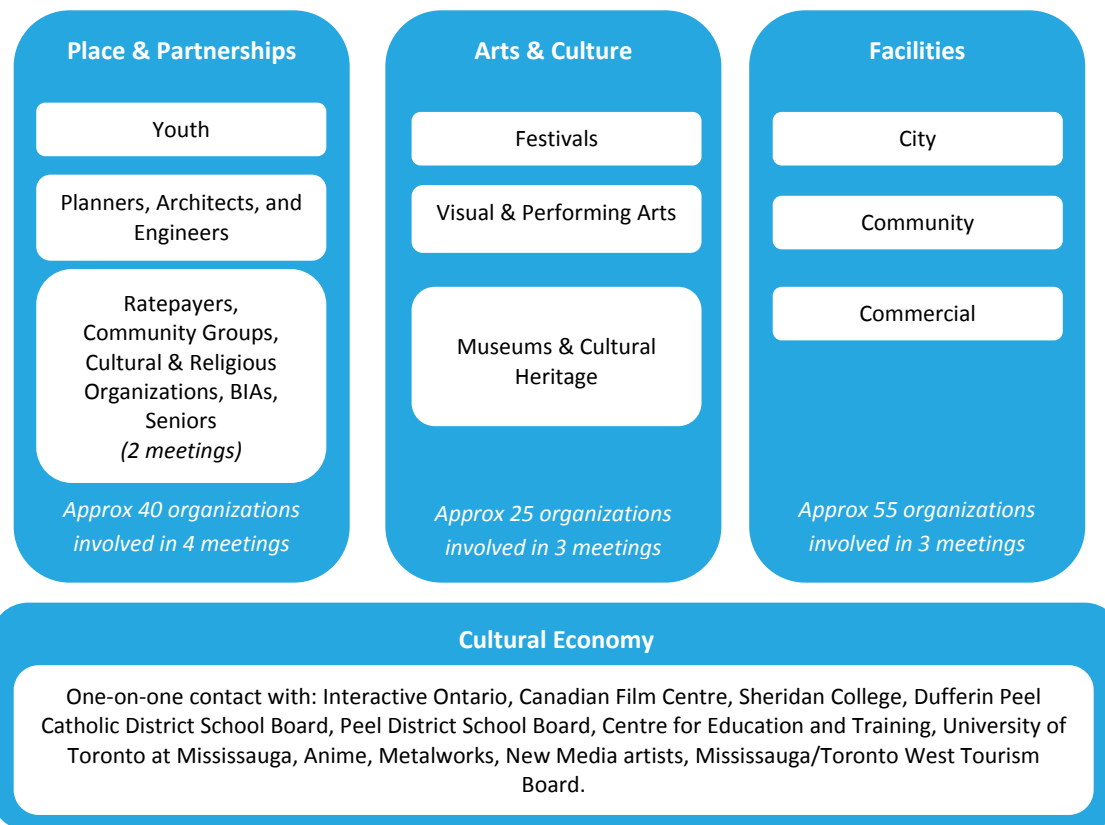 Place & Partnerships
Youth
Planners, Architects, and
Engineers
Ratepayers,
Community Groups,
Cultural & Religious
Organizations, BIAs,
Seniors
(2 meetings)
Approx 40 organizations
involved in 4 meetings
Arts & Culture
Festivals
Visual & Performing Arts
Museums & Cultural
Heritage
Approx 25 organizations
involved in 3 meetings
Facilities
City
Community
Commercial
Approx 55 organizations
involved in 3 meetings
Cultural Economy
One-on-one contact with: Interactive Ontario, Canadian Film Centre, Sheridan College, Dufferin Peel
Catholic District School Board, Peel District School Board, Centre for Education and Training, University of
Toronto at Mississauga, Anime, Metalworks, New Media artists, Mississauga/Toronto West Tourism
Board.